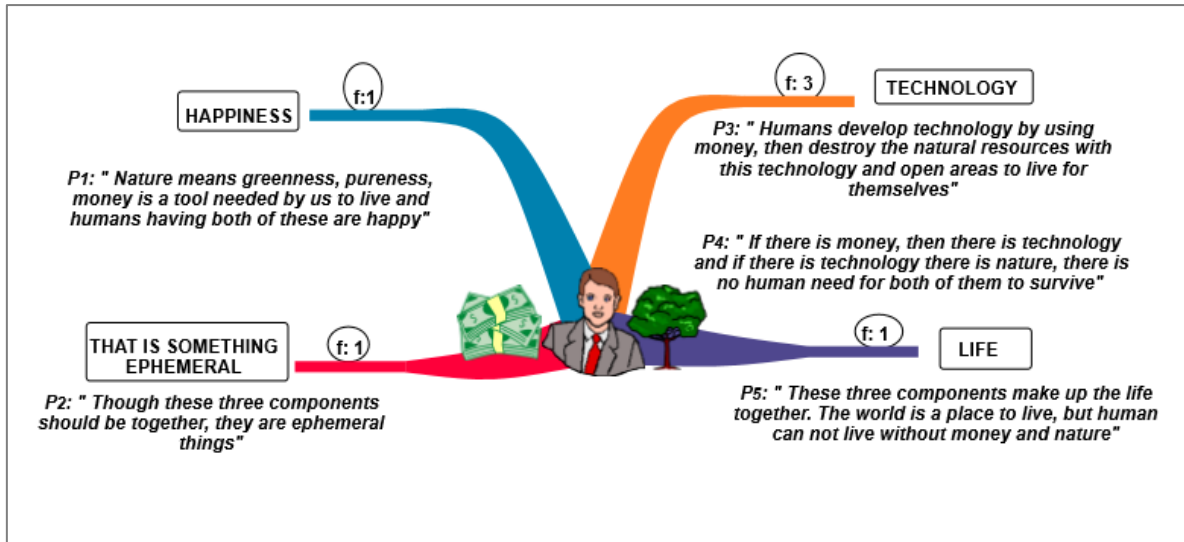 f:1
HAPPINESS
P1: " Nature means greenness, pureness,
money is a tool needed by us to live and
humans having both of these are happy"
f: 3
TECHNOLOGY
P3: " Humans develop technology by using
money, then destroy the natural resources with
this technology and open areas to live for
themselves"
P4: " If there is money, then there is technology
and if there is technology there is nature, there is
no human need for both of them to survive"
f: 1
THAT IS SOMETHING
EPHEMERAL
P2: " Though these three components
should be together, they are ephemeral
things"
f: 1
LIFE
P5: " These three components make up the life
together. The world is a place to live, but human
can not live without money and nature"